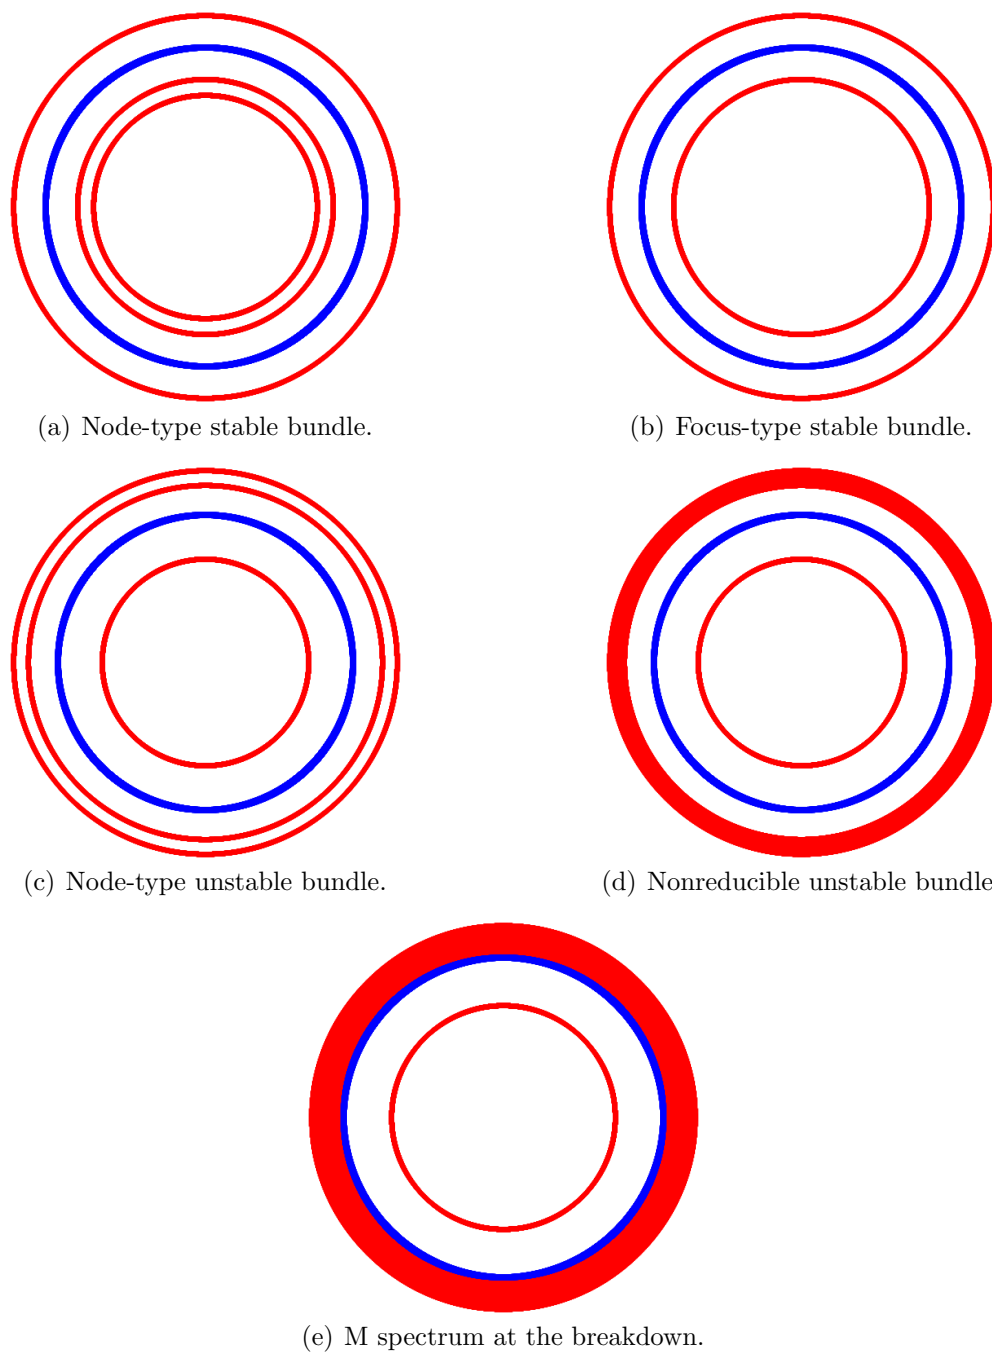 (a) Node-type stable bundle.
(b) Focus-type stable bundle.
(c) Node-type unstable bundle.
(d) Nonreducible unstable bundle
(e) M spectrum at the breakdown.